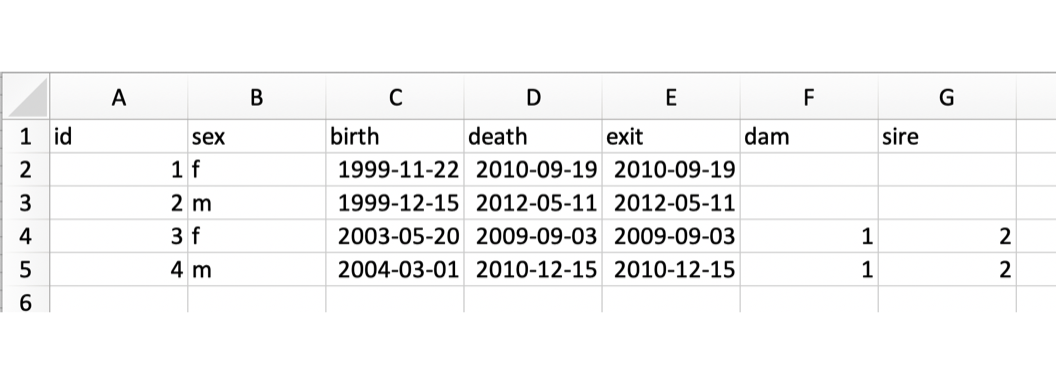 A B C D E F G
1 id sex birth death exit dam sire
2 1 f 1999-11-22 2010-09-19 2010-09-19
3 2 m 1999-12-15 2012-05-11 2012-05-11
4 3 f 2003-05-20 2009-09-03 2009-09-03 1 2
5 4 m 2004-03-01 2010-12-15 2010-12-15 1 2
6